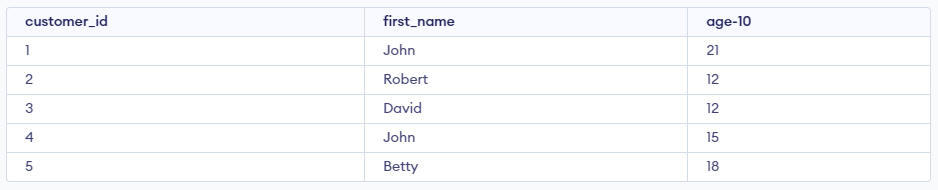 customer_id first_name age-10
1 John 21
2 Robert 12
3 David 12
4 John 15
5 Betty 18